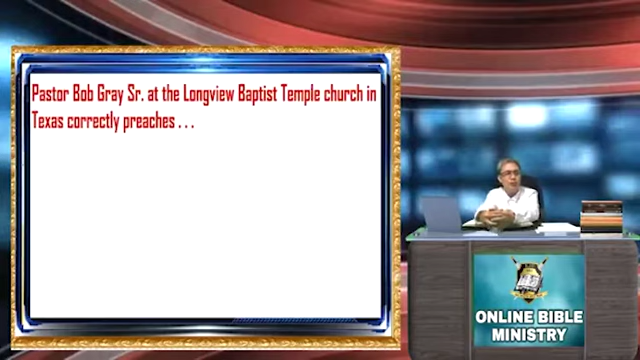 Pastor Bob Gray Sr. at the Longview Baptist Temple church in
Texas correctly preaches . . .
ONLINE BIBLE
MINISTRY